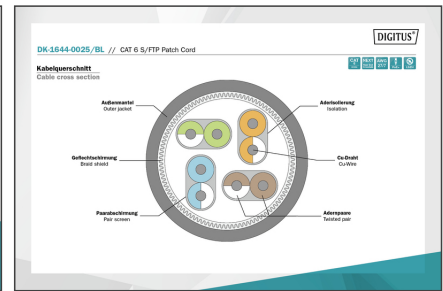 DIGITUS®
DK-1644-0025/BL // CAT 6 S/FTP Patch Cord
Kabelquerschnitt
Cable cross section
Außenmantel
Outer jacket
Aderisolierung
Isolation
Geflechtschirmung
Braid shield
Cu-Draht
Cu-Wire
Paarabschirmung
Pair screen
Adernpaare
Twisted pair